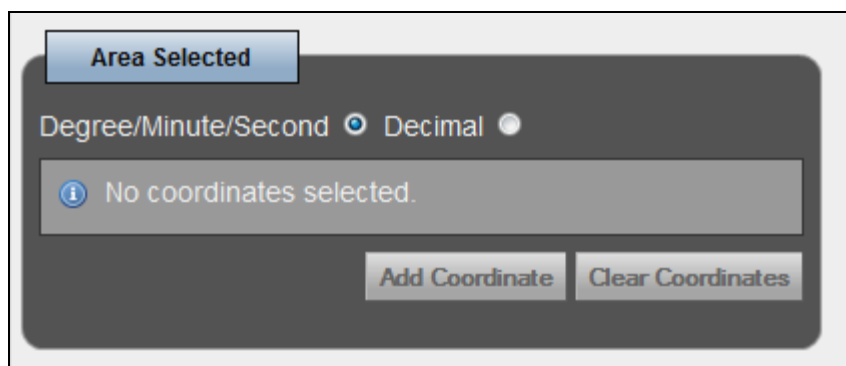 Area Selected
Degree/Minute/Second Decimal
No coordinates selected.
Add Coordinate Clear Coordinates